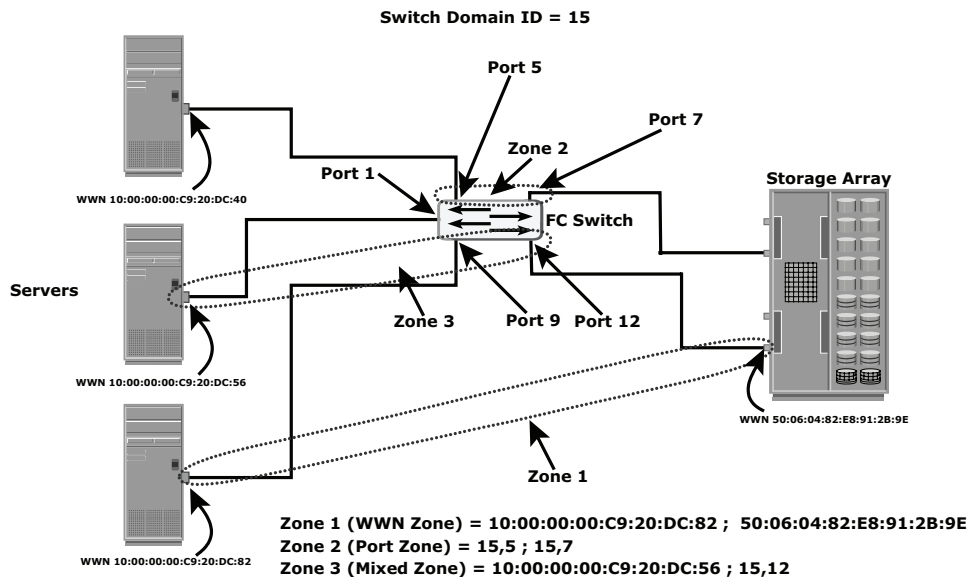 Switch Domain ID = 15
Port 5
Port 7
Zone 2
Port 1
Storage Array
WWN 10:00:00:00:C9:20:DC:40
FC Switch
Servers
Zone 3
Port 9
Port 12
WWN 10:00:00:00:C9:20:DC:56
WWN 50:06:04:82:E8:91:2B:9E
Zone 1
Zone 1 (WWN Zone) = 10:00:00:00:C9:20:DC:82 ; 50:06:04:82:E8:91:2B:9E
Zone 2 (Port Zone) = 15,5 ; 15,7
WWN 10:00:00:00:C9:20:DC:82
Zone 3 (Mixed Zone) = 10:00:00:00:C9:20:DC:56 ; 15,12